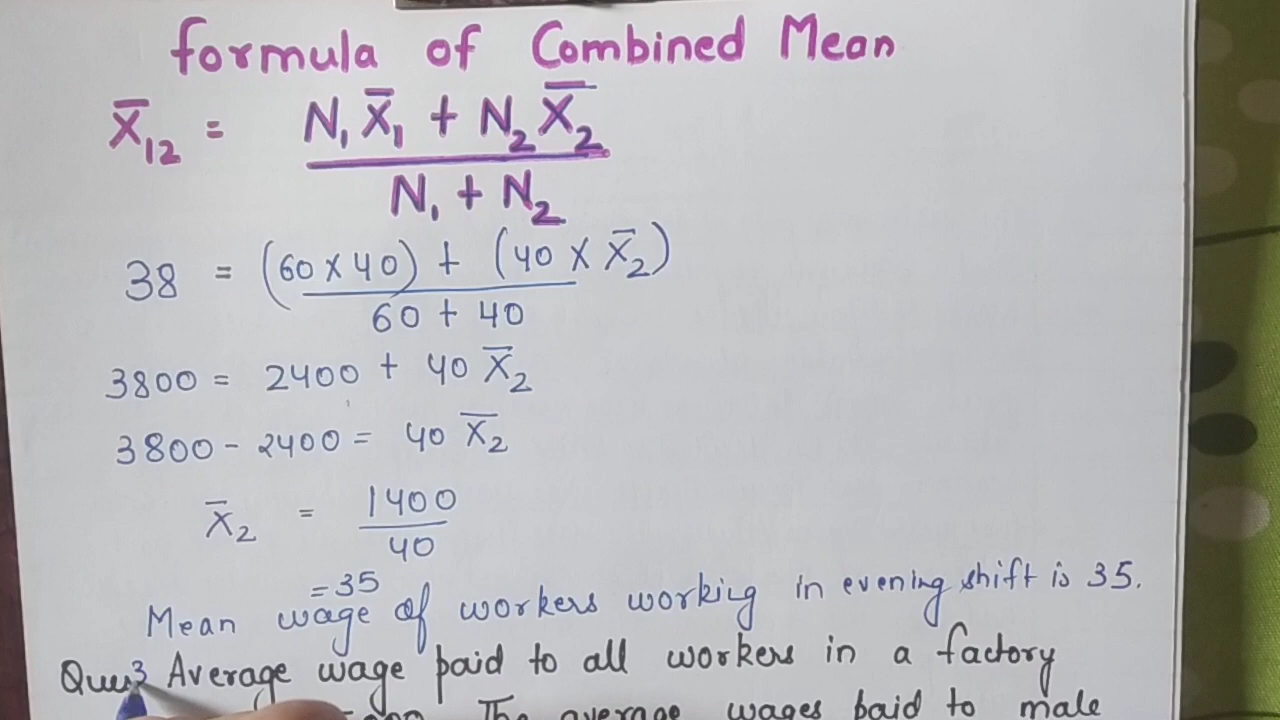 formula of Combined Mean
X̄₁₂ = N₁X̄₁ + N₂X̄₂
N₁ + N₂
38 = (60 x 40) + (40 x X̄₂)
60 + 40
3800 = 2400 + 40 X̄₂
3800 - 2400 = 40 X̄₂
X̄₂ = 1400
40
= 35
Mean wage of workers working in evening shift is 35.
Ques 3 Average wage paid to all workers in a factory
The average wages paid to male